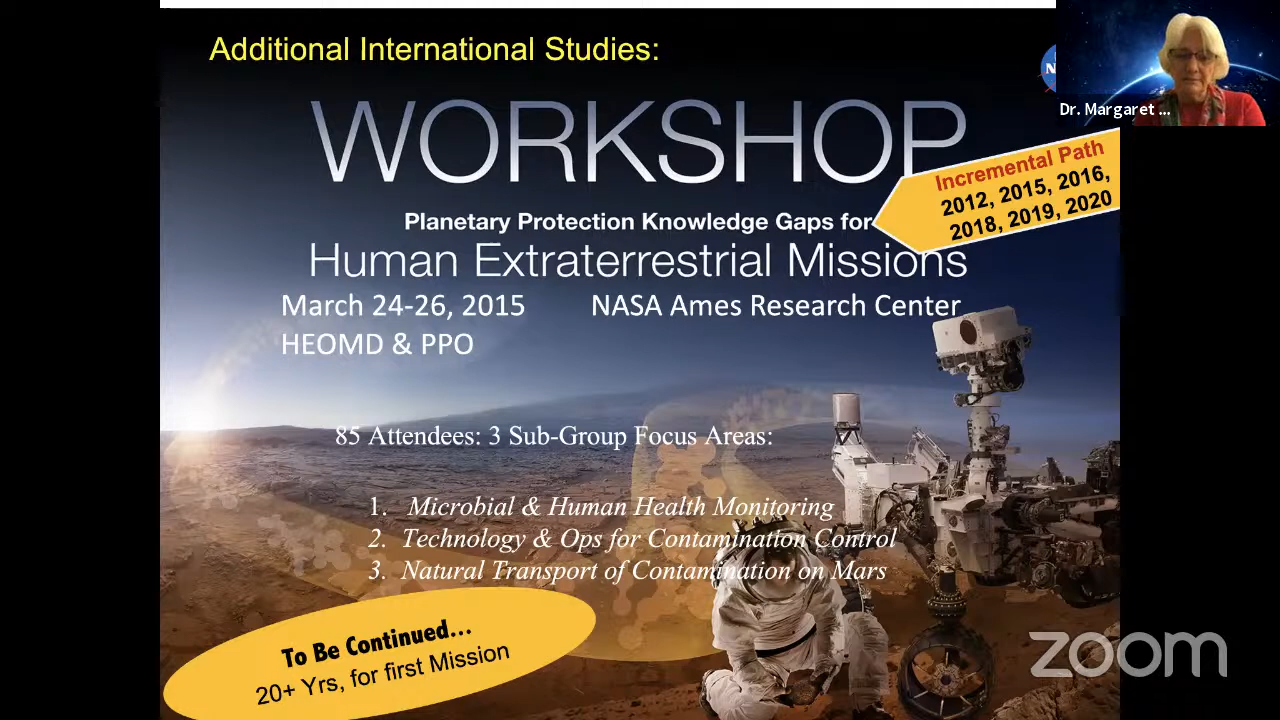 Additional International Studies:
WORKSHOP
Dr. Margaret ...
Incremental Path
2012, 2015, 2016,
2018, 2019, 2020
Planetary Protection Knowledge Gaps for
Human Extraterrestrial Missions
March 24-26, 2015 NASA Ames Research Center
HEOMD & PPO
85 Attendees: 3 Sub-Group Focus Areas:
1. Microbial & Human Health Monitoring
2. Technology & Ops for Contamination Control
3. Natural Transport of Contamination on Mars
To Be Continued...
20+ Yrs, for first Mission
zoom